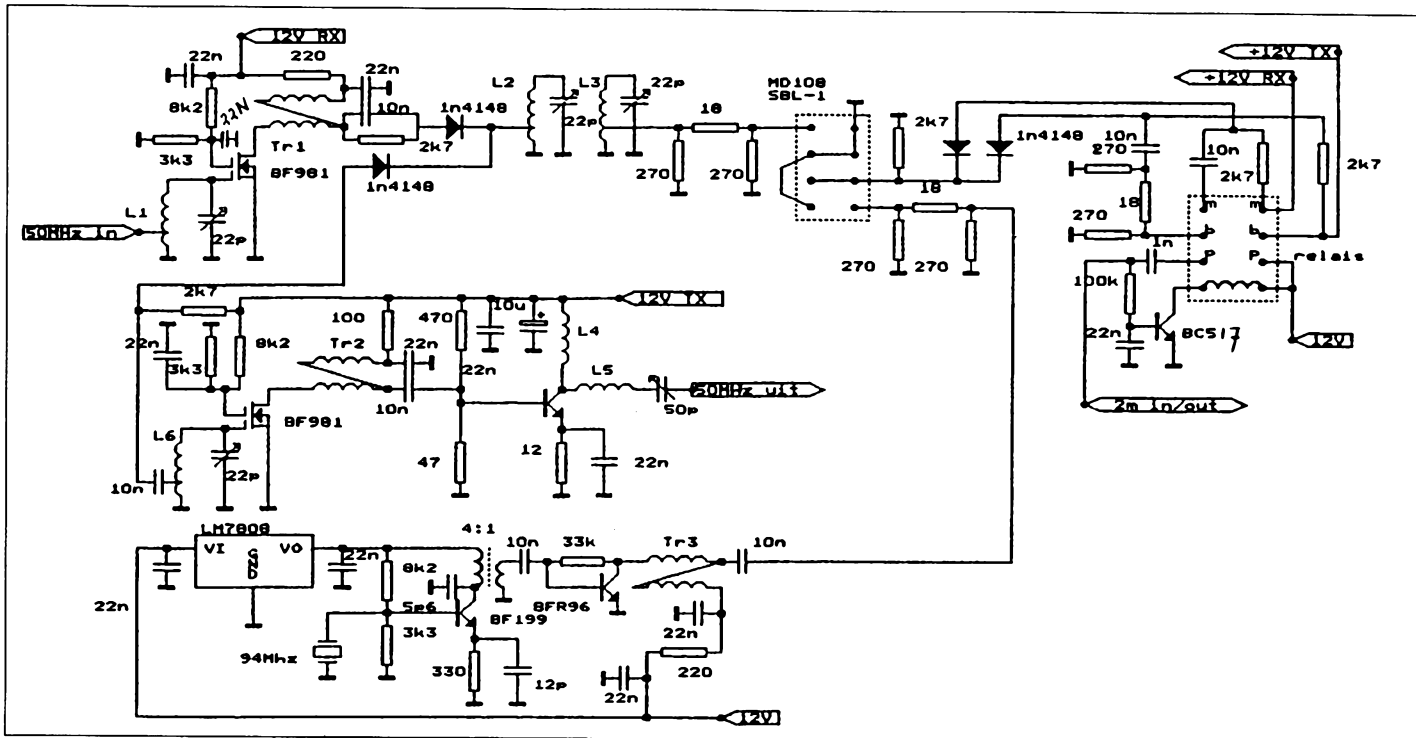 12V RX
22n
220
22n
8k2
22N
10n
1n4148
2k7
3k3
Tr1
BF981
1n4148
L1
22p
50MHz in
L2
22p
L3
22p
18
270
270
MD108
SBL-1
2k7
1n4148
18
270
270
+12V TX
+12V RX
10n
270
10n
2k7
2k7
18
270
m
m
b
b
p
p
relais
1n
100k
22n
BC517
12V
2m in/out
2k7
22n
3k3
8k2
100
Tr2
22n
10n
470
22n
10u
+
12V TX
L4
L5
50p
50MHz uit
BF981
L6
22p
10n
47
12
22n
LM7808
VI
VO
GND
22n
22n
4:1
8k2
5p6
3k3
BF199
94Mhz
330
12p
10n
33k
BFR96
Tr3
10n
22n
220
22n
12V